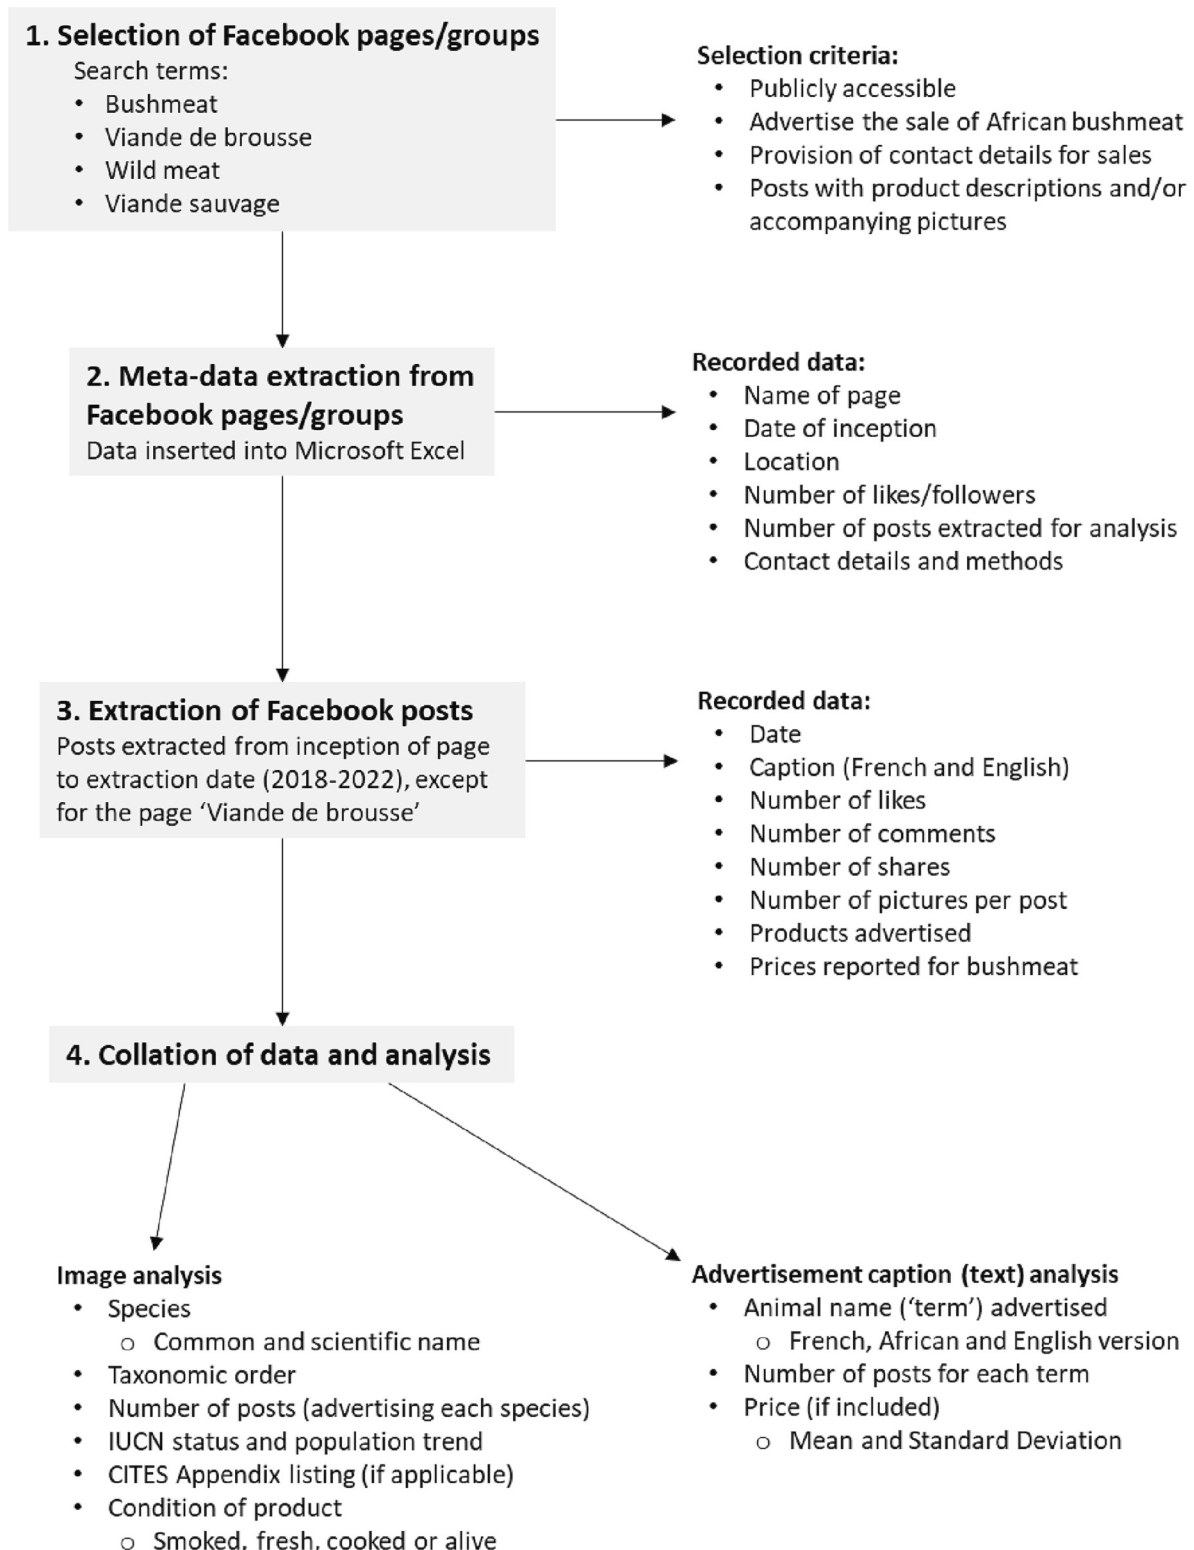 1. Selection of Facebook pages/groups
Search terms:
• Bushmeat
• Viande de brousse
• Wild meat
• Viande sauvage
Selection criteria:
• Publicly accessible
• Advertise the sale of African bushmeat
• Provision of contact details for sales
• Posts with product descriptions and/or
accompanying pictures
2. Meta-data extraction from
Facebook pages/groups
Data inserted into Microsoft Excel
Recorded data:
• Name of page
• Date of inception
• Location
• Number of likes/followers
• Number of posts extracted for analysis
• Contact details and methods
3. Extraction of Facebook posts
Posts extracted from inception of page
to extraction date (2018-2022), except
for the page ‘Viande de brousse’
Recorded data:
• Date
• Caption (French and English)
• Number of likes
• Number of comments
• Number of shares
• Number of pictures per post
• Products advertised
• Prices reported for bushmeat
4. Collation of data and analysis
Image analysis
• Species
o Common and scientific name
• Taxonomic order
• Number of posts (advertising each species)
• IUCN status and population trend
• CITES Appendix listing (if applicable)
• Condition of product
o Smoked, fresh, cooked or alive
Advertisement caption (text) analysis
• Animal name (‘term’) advertised
o French, African and English version
• Number of posts for each term
• Price (if included)
o Mean and Standard Deviation